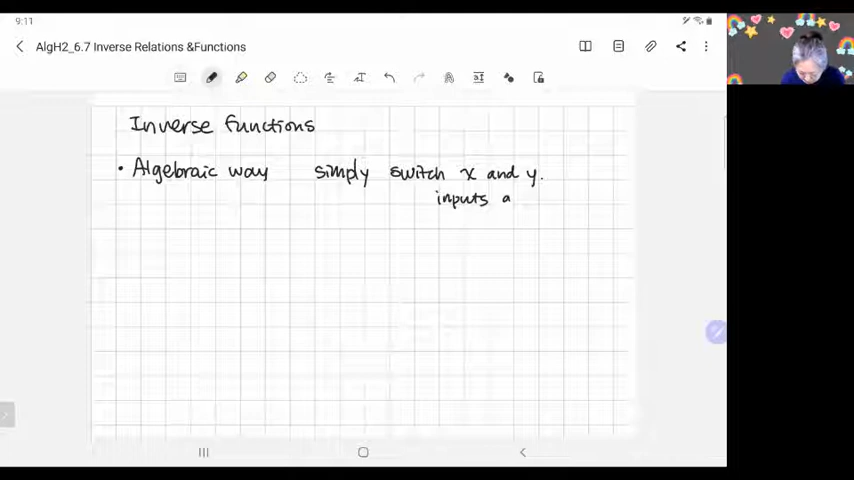 9:11
AlgH2_6.7 Inverse Relations &Functions
Inverse functions
• Algebraic way simply switch x and y.
inputs a